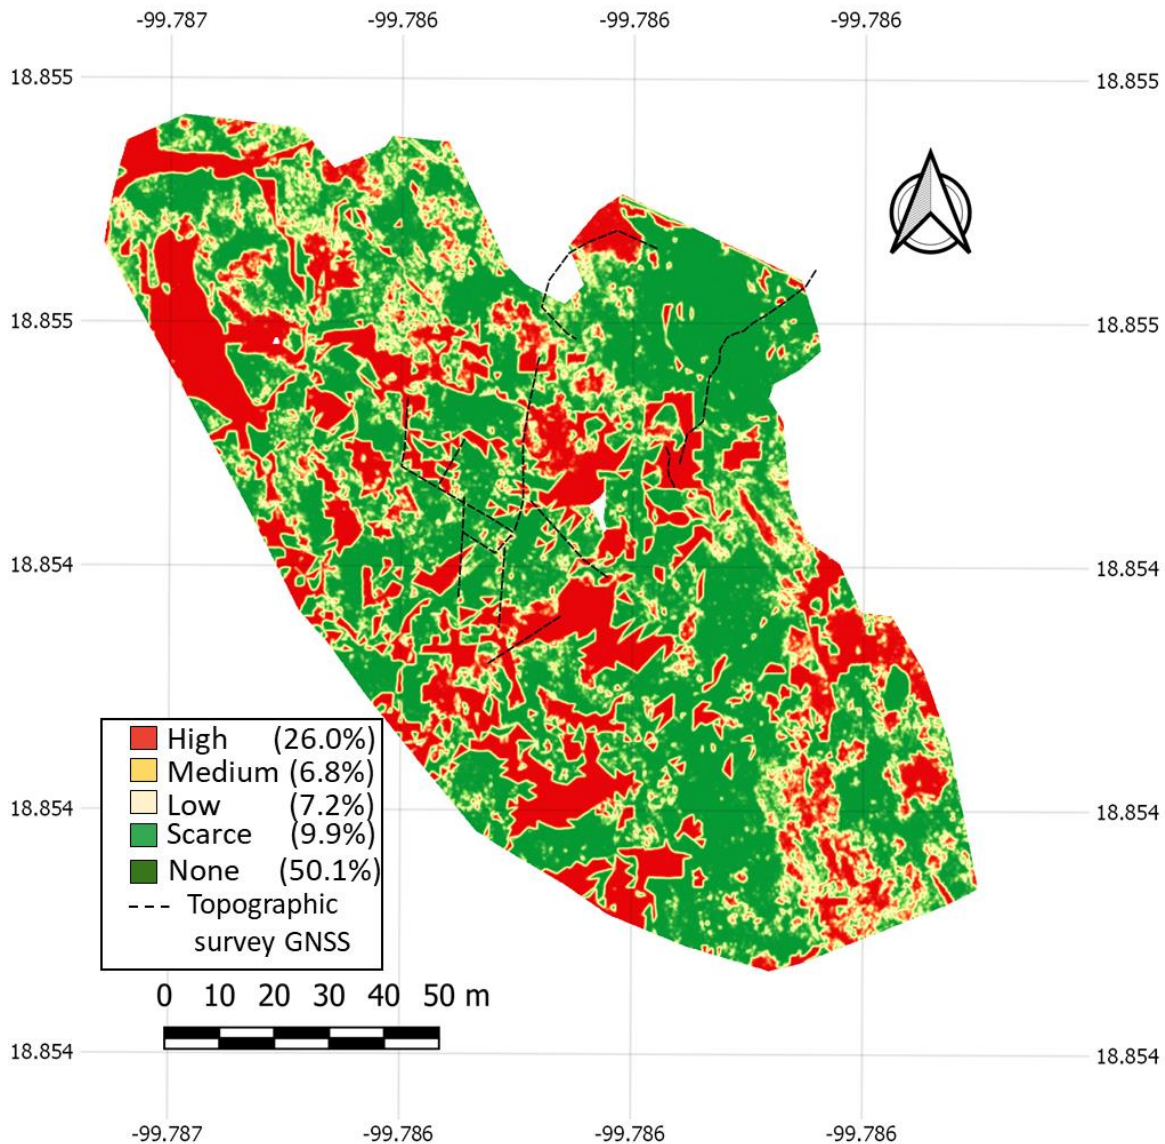 -99.787 -99.786 -99.786 -99.786
18.855 18.855
18.855 18.855
18.854 18.854
High (26.0%)
Medium (6.8%)
Low (7.2%)
Scarce (9.9%)
None (50.1%)
Topographic
survey GNSS
18.854 18.854
0 10 20 30 40 50 m
18.854 18.854
-99.787 -99.786 -99.786 -99.786